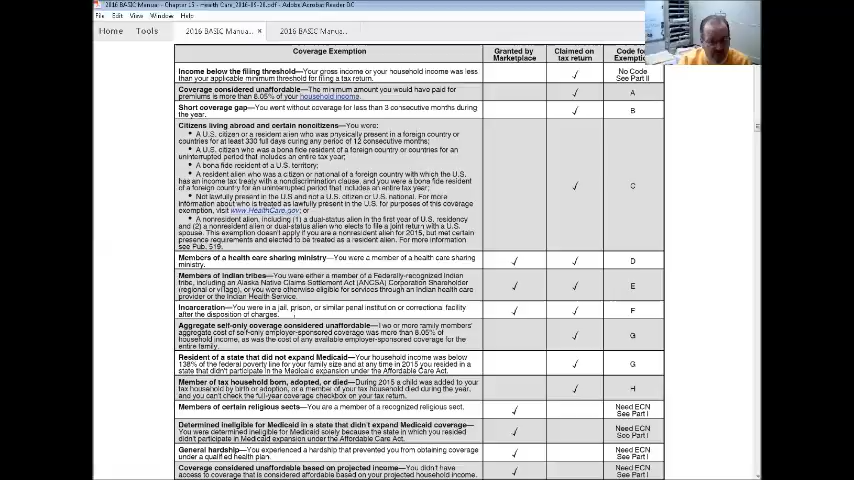 2016 BASIC Manual - Chapter 15 - Health Care_2016-09-26.pdf - Adobe Acrobat Reader DC
File Edit View Window Help
Home Tools 2016 BASIC Manua... × 2016 BASIC Manua...
Coverage Exemption Granted by Marketplace Claimed on tax return Code for Exemptio
Income below the filing threshold—Your gross income or your household income was less
than your applicable minimum threshold for filing a tax return. ✓ No Code See Part II
Coverage considered unaffordable—The minimum amount you would have paid for
premiums is more than 8.05% of your household income. ✓ A
Short coverage gap—You went without coverage for less than 3 consecutive months during
the year. ✓ B
Citizens living abroad and certain noncitizens—You were:
• A U.S. citizen or a resident alien who was physically present in a foreign country or
countries for at least 330 full days during any period of 12 consecutive months;
• A U.S. citizen who was a bona fide resident of a foreign country or countries for an
uninterrupted period that includes an entire tax year;
• A bona fide resident of a U.S. territory;
• A resident alien who was a citizen or national of a foreign country with which the U.S.
has an income tax treaty with a nondiscrimination clause, and you were a bona fide resident
of a foreign country for an uninterrupted period that includes an entire tax year;
• Not lawfully present in the U.S and not a U.S. citizen or U.S. national. For more
information about who is treated as lawfully present in the U.S. for purposes of this coverage
exemption, visit www.HealthCare.gov; or
• A nonresident alien, including (1) a dual-status alien in the first year of U.S. residency
and (2) a nonresident alien or dual-status alien who elects to file a joint return with a U.S.
spouse. This exemption doesn't apply if you are a nonresident alien for 2015, but met certain
presence requirements and elected to be treated as a resident alien. For more information
see Pub. 519. ✓ C
Members of a health care sharing ministry—You were a member of a health care sharing
ministry. ✓ ✓ D
Members of Indian tribes—You were either a member of a Federally-recognized Indian
tribe, including an Alaska Native Claims Settlement Act (ANCSA) Corporation Shareholder
(regional or village), or you were otherwise eligible for services through an Indian health care
provider or the Indian Health Service. ✓ ✓ E
Incarceration—You were in a jail, prison, or similar penal institution or correctional facility
after the disposition of charges. ✓ ✓ F
Aggregate self-only coverage considered unaffordable—Two or more family members'
aggregate cost of self-only employer-sponsored coverage was more than 8.05% of
household income, as was the cost of any available employer-sponsored coverage for the
entire family. ✓ G
Resident of a state that did not expand Medicaid—Your household income was below
138% of the federal poverty line for your family size and at any time in 2015 you resided in a
state that didn't participate in the Medicaid expansion under the Affordable Care Act. ✓ G
Member of tax household born, adopted, or died—During 2015 a child was added to your
tax household by birth or adoption, or a member of your tax household died during the year,
and you can't check the full-year coverage checkbox on your tax return. ✓ H
Members of certain religious sects—You are a member of a recognized religious sect. ✓ Need ECN See Part I
Determined ineligible for Medicaid in a state that didn't expand Medicaid coverage—
You were determined ineligible for Medicaid solely because the state in which you resided
didn't participate in Medicaid expansion under the Affordable Care Act. ✓ Need ECN See Part I
General hardship—You experienced a hardship that prevented you from obtaining coverage
under a qualified health plan. ✓ Need ECN See Part I
Coverage considered unaffordable based on projected income—You didn't have
access to coverage that is considered affordable based on your projected household income. ✓ Need ECN See Part I